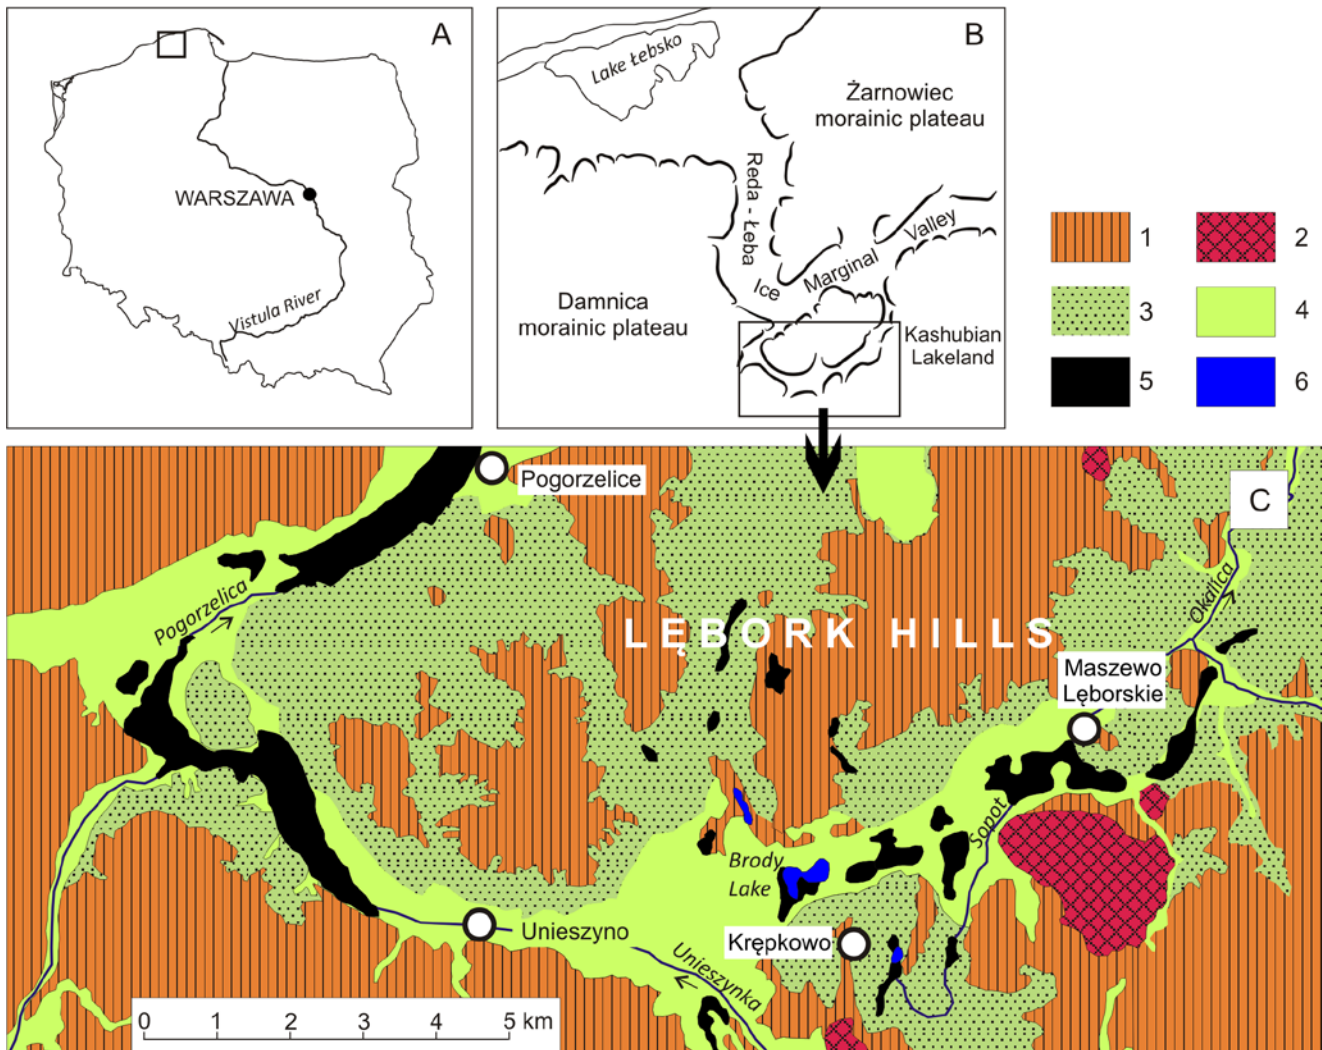 A
WARSZAWA
Vistula River
B
Lake Łebsko
Żarnowiec
morainic plateau
Reda - Łeba
Ice
Marginal
Valley
Damnica
morainic plateau
Kashubian
Lakeland
1
2
3
4
5
6
C
Pogorzelice
Pogorzelica
LĘBORK HILLS
Okalica
Maszewo
Lęborskie
Sopot
Brody
Lake
Unieszyno
Krępkowo
Unieszynka
0 1 2 3 4 5 km